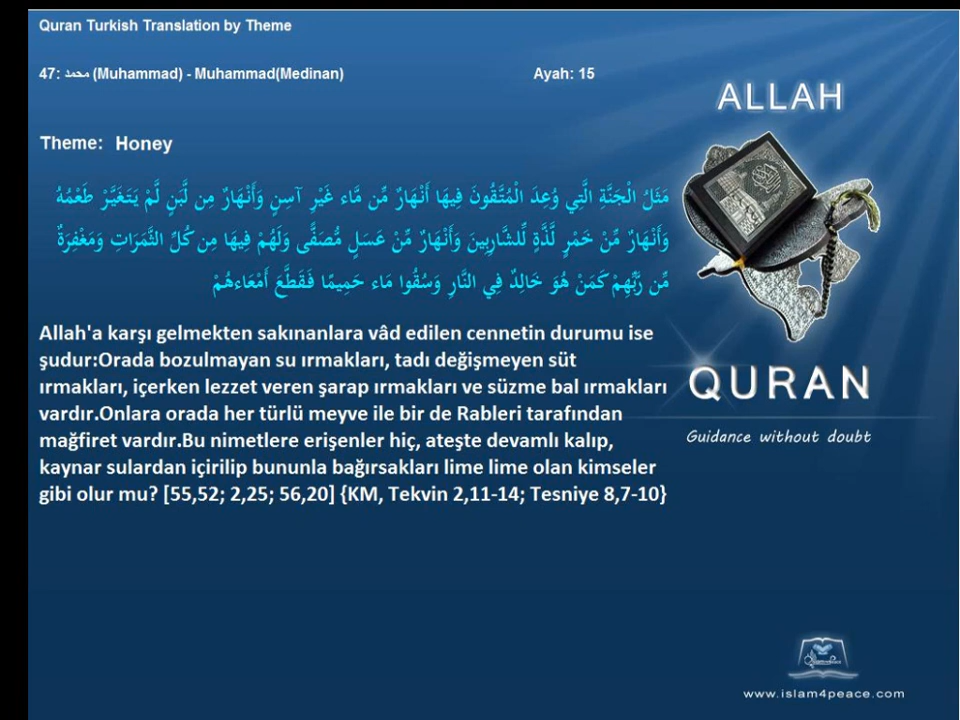 Quran Turkish Translation by Theme
47: محمد (Muhammad) - Muhammad(Medinan) Ayah: 15
ALLAH
Theme: Honey
مَثَلُ الْجَنَّةِ الَّتِي وُعِدَ الْمُتَّقُونَ فِيهَا أَنْهَارٌ مِّن مَّاء غَيْرِ آسِنٍ وَأَنْهَارٌ مِن لَّبَنٍ لَّمْ يَتَغَيَّرْ طَعْمُهُ
وَأَنْهَارٌ مِّنْ خَمْرٍ لَّذَّةٍ لِّلشَّارِبِينَ وَأَنْهَارٌ مِّنْ عَسَلٍ مُّصَفًّى وَلَهُمْ فِيهَا مِن كُلِّ الثَّمَرَاتِ وَمَغْفِرَةٌ
مِّن رَّبِّهِمْ كَمَنْ هُوَ خَالِدٌ فِي النَّارِ وَسُقُوا مَاء حَمِيمًا فَقَطَّعَ أَمْعَاءهُمْ
Allah'a karşı gelmekten sakınanlara vâd edilen cennetin durumu ise
şudur:Orada bozulmayan su ırmakları, tadı değişmeyen süt
ırmakları, içerken lezzet veren şarap ırmakları ve süzme bal ırmakları
vardır.Onlara orada her türlü meyve ile bir de Rableri tarafından
mağfiret vardır.Bu nimetlere erişenler hiç, ateşte devamlı kalıp,
kaynar sulardan içirilip bununla bağırsakları lime lime olan kimseler
gibi olur mu? [55,52; 2,25; 56,20] {KM, Tekvin 2,11-14; Tesniye 8,7-10}
QURAN
Guidance without doubt
www.islam4peace.com